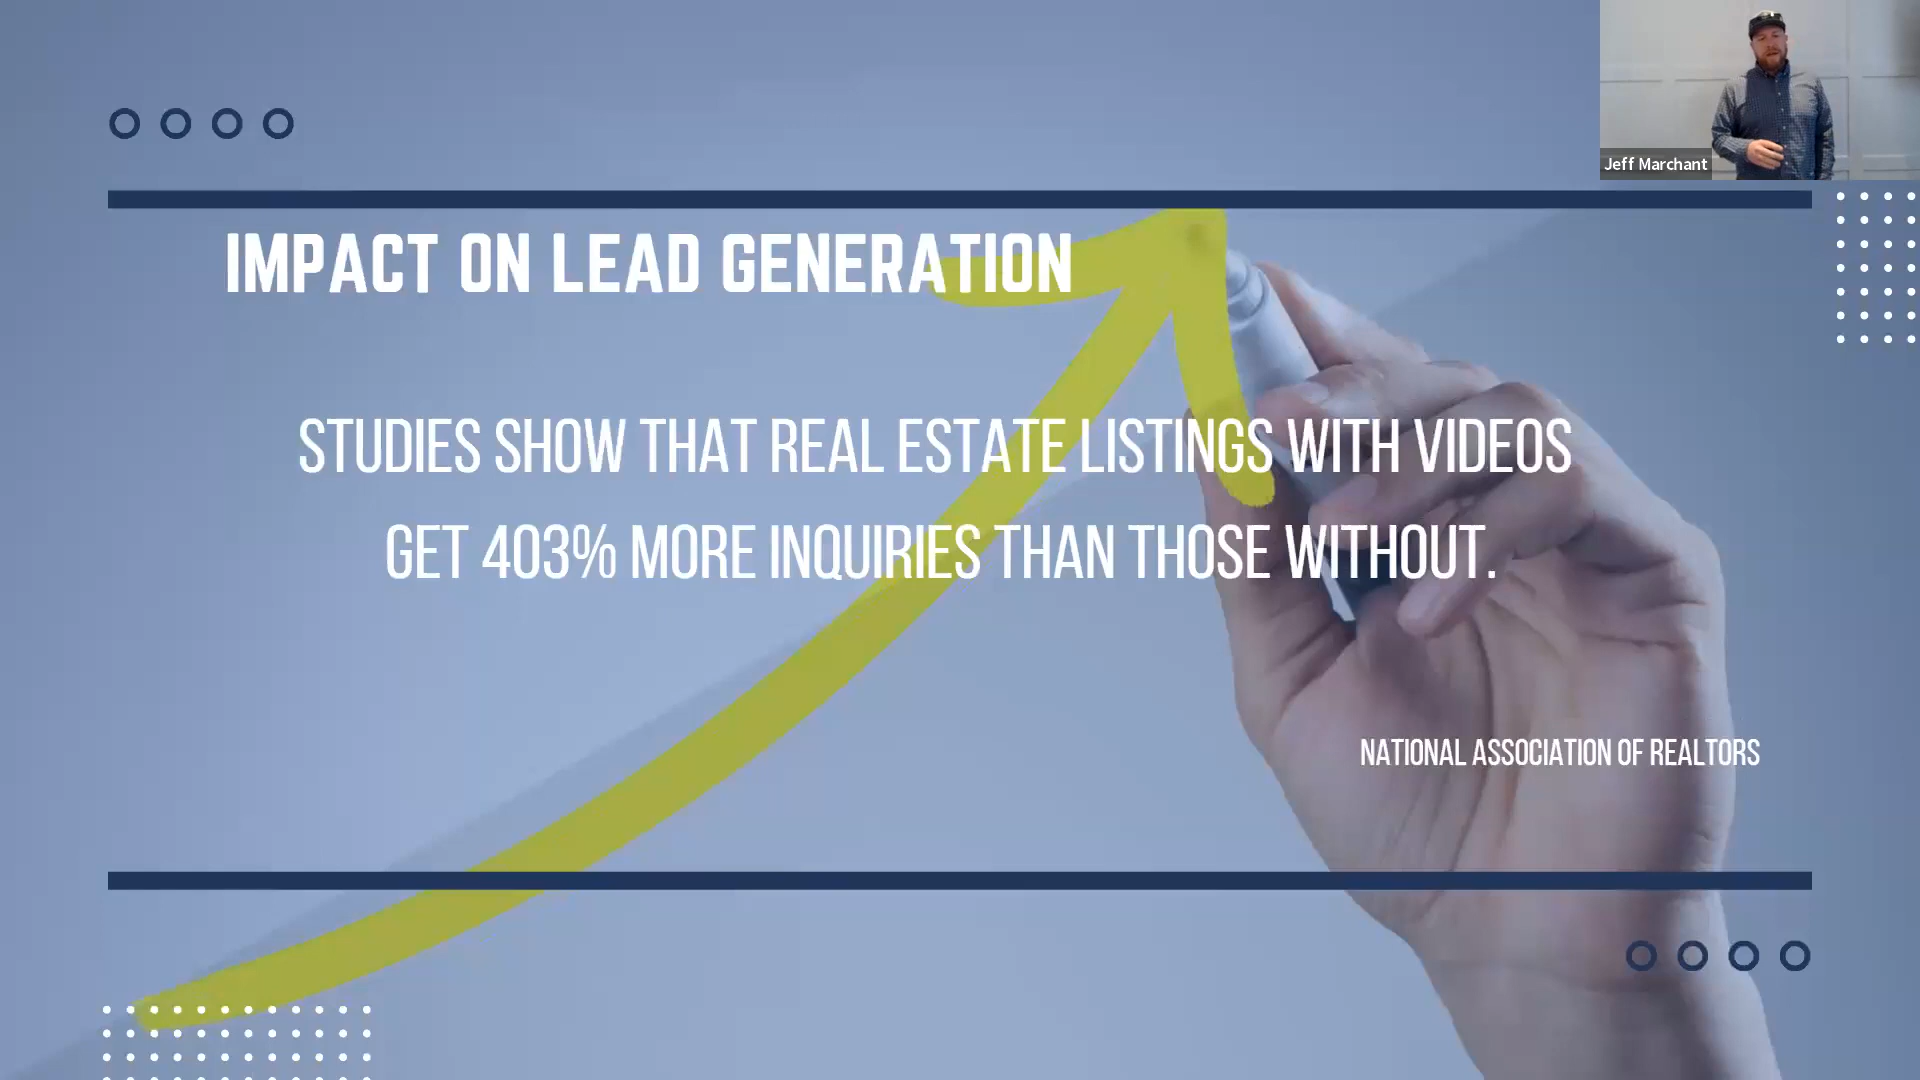 Jeff Marchant
IMPACT ON LEAD GENERATION
STUDIES SHOW THAT REAL ESTATE LISTINGS WITH VIDEOS
GET 403% MORE INQUIRIES THAN THOSE WITHOUT.
NATIONAL ASSOCIATION OF REALTORS